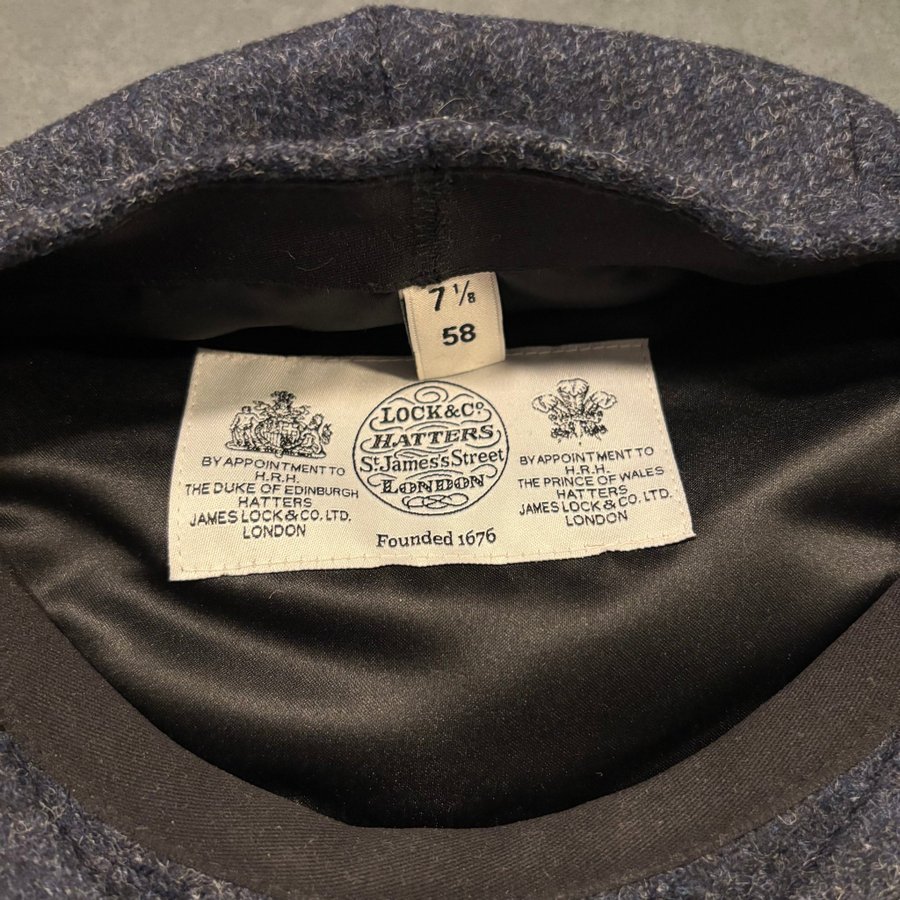 7 1/8
58
BY APPOINTMENT TO
H.R.H.
THE DUKE OF EDINBURGH
HATTERS
JAMES LOCK & CO. LTD.
LONDON
LOCK & Co.
HATTERS
St. James's Street
LONDON
Founded 1676
BY APPOINTMENT TO
H.R.H.
THE PRINCE OF WALES
HATTERS
JAMES LOCK & CO. LTD.
LONDON